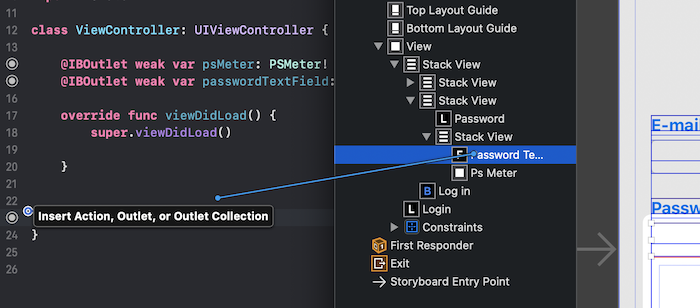 11
12 class ViewController: UIViewController {
13
@IBOutlet weak var psMeter: PSMeter!
@IBOutlet weak var passwordTextField:
16
17 override func viewDidLoad() {
18 super.viewDidLoad()
19
20 }
21
22
Insert Action, Outlet, or Outlet Collection
24 }
25
26
Top Layout Guide
Bottom Layout Guide
View
Stack View
Stack View
Stack View
L Password
Stack View
F Password Te...
Ps Meter
B Log in
L Login
Constraints
First Responder
Exit
Storyboard Entry Point
E-mai
Passw